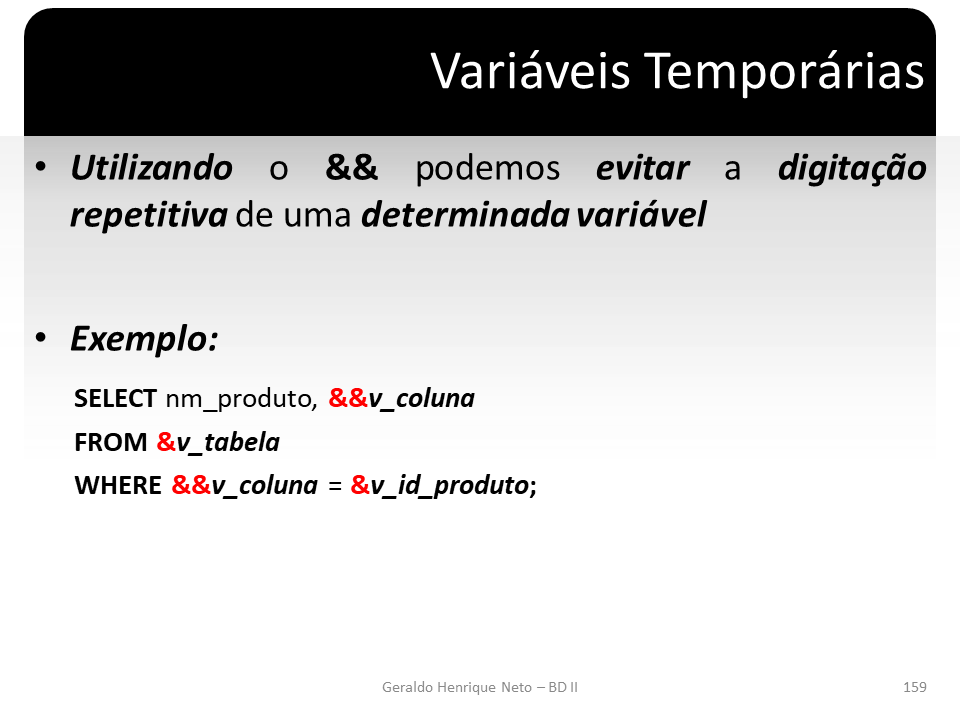 Variáveis Temporárias
• Utilizando o && podemos evitar a digitação
repetitiva de uma determinada variável
• Exemplo:
SELECT nm_produto, &&v_coluna
FROM &v_tabela
WHERE &&v_coluna = &v_id_produto;
Geraldo Henrique Neto – BD II
159